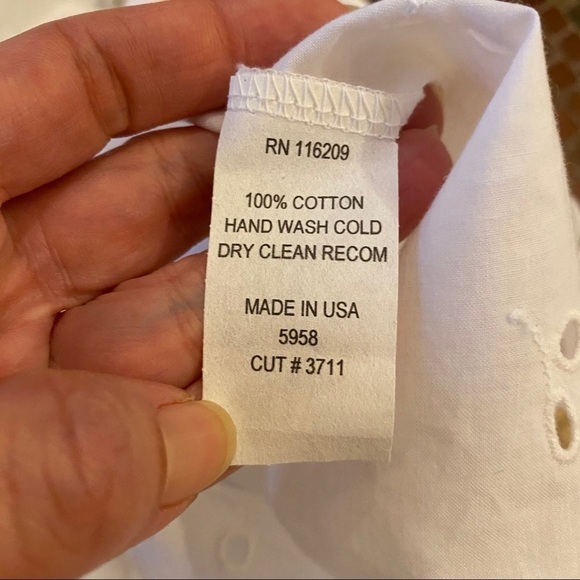 RN 116209
100% COTTON
HAND WASH COLD
DRY CLEAN RECOM
MADE IN USA
5958
CUT # 3711